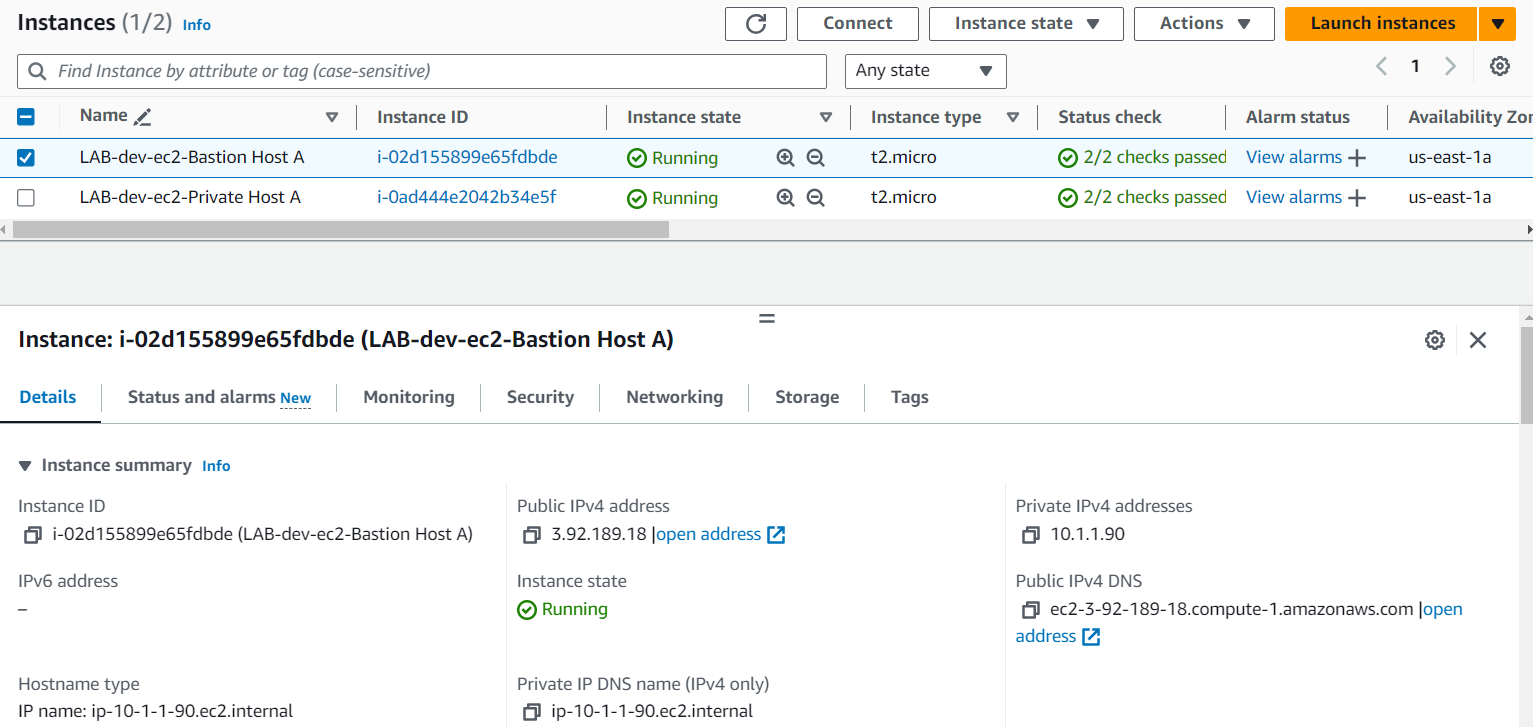 Instances (1/2) Info Connect Instance state Actions Launch instances
Find Instance by attribute or tag (case-sensitive) Any state 1
Name Instance ID Instance state Instance type Status check Alarm status Availability Zon
LAB-dev-ec2-Bastion Host A i-02d155899e65fdbde Running t2.micro 2/2 checks passed View alarms us-east-1a
LAB-dev-ec2-Private Host A i-0ad444e2042b34e5f Running t2.micro 2/2 checks passed View alarms us-east-1a
Instance: i-02d155899e65fdbde (LAB-dev-ec2-Bastion Host A)
Details Status and alarms New Monitoring Security Networking Storage Tags
Instance summary Info
Instance ID Public IPv4 address Private IPv4 addresses
i-02d155899e65fdbde (LAB-dev-ec2-Bastion Host A) 3.92.189.18 |open address 10.1.1.90
IPv6 address Instance state Public IPv4 DNS
– Running ec2-3-92-189-18.compute-1.amazonaws.com |open
address
Hostname type Private IP DNS name (IPv4 only)
IP name: ip-10-1-1-90.ec2.internal ip-10-1-1-90.ec2.internal